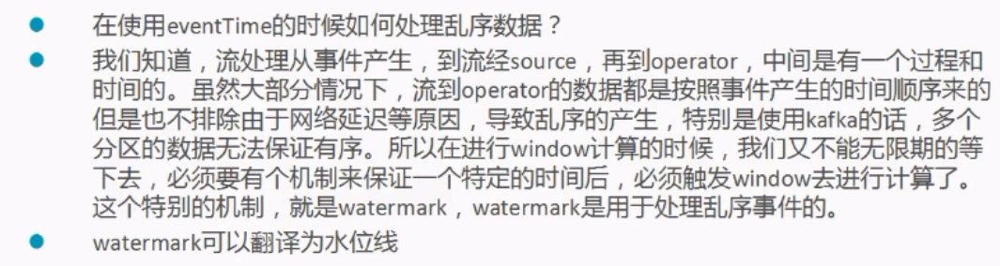 在使用eventTime的时候如何处理乱序数据？
我们知道，流处理从事件产生，到流经source，再到operator，中间是有一个过程和
时间的。虽然大部分情况下，流到operator的数据都是按照事件产生的时间顺序来的
但是也不排除由于网络延迟等原因，导致乱序的产生，特别是使用kafka的话，多个
分区的数据无法保证有序。所以在进行window计算的时候，我们又不能无限期的等
下去，必须要有个机制来保证一个特定的时间后，必须触发window去进行计算了。
这个特别的机制，就是watermark，watermark是用于处理乱序事件的。
watermark可以翻译为水位线